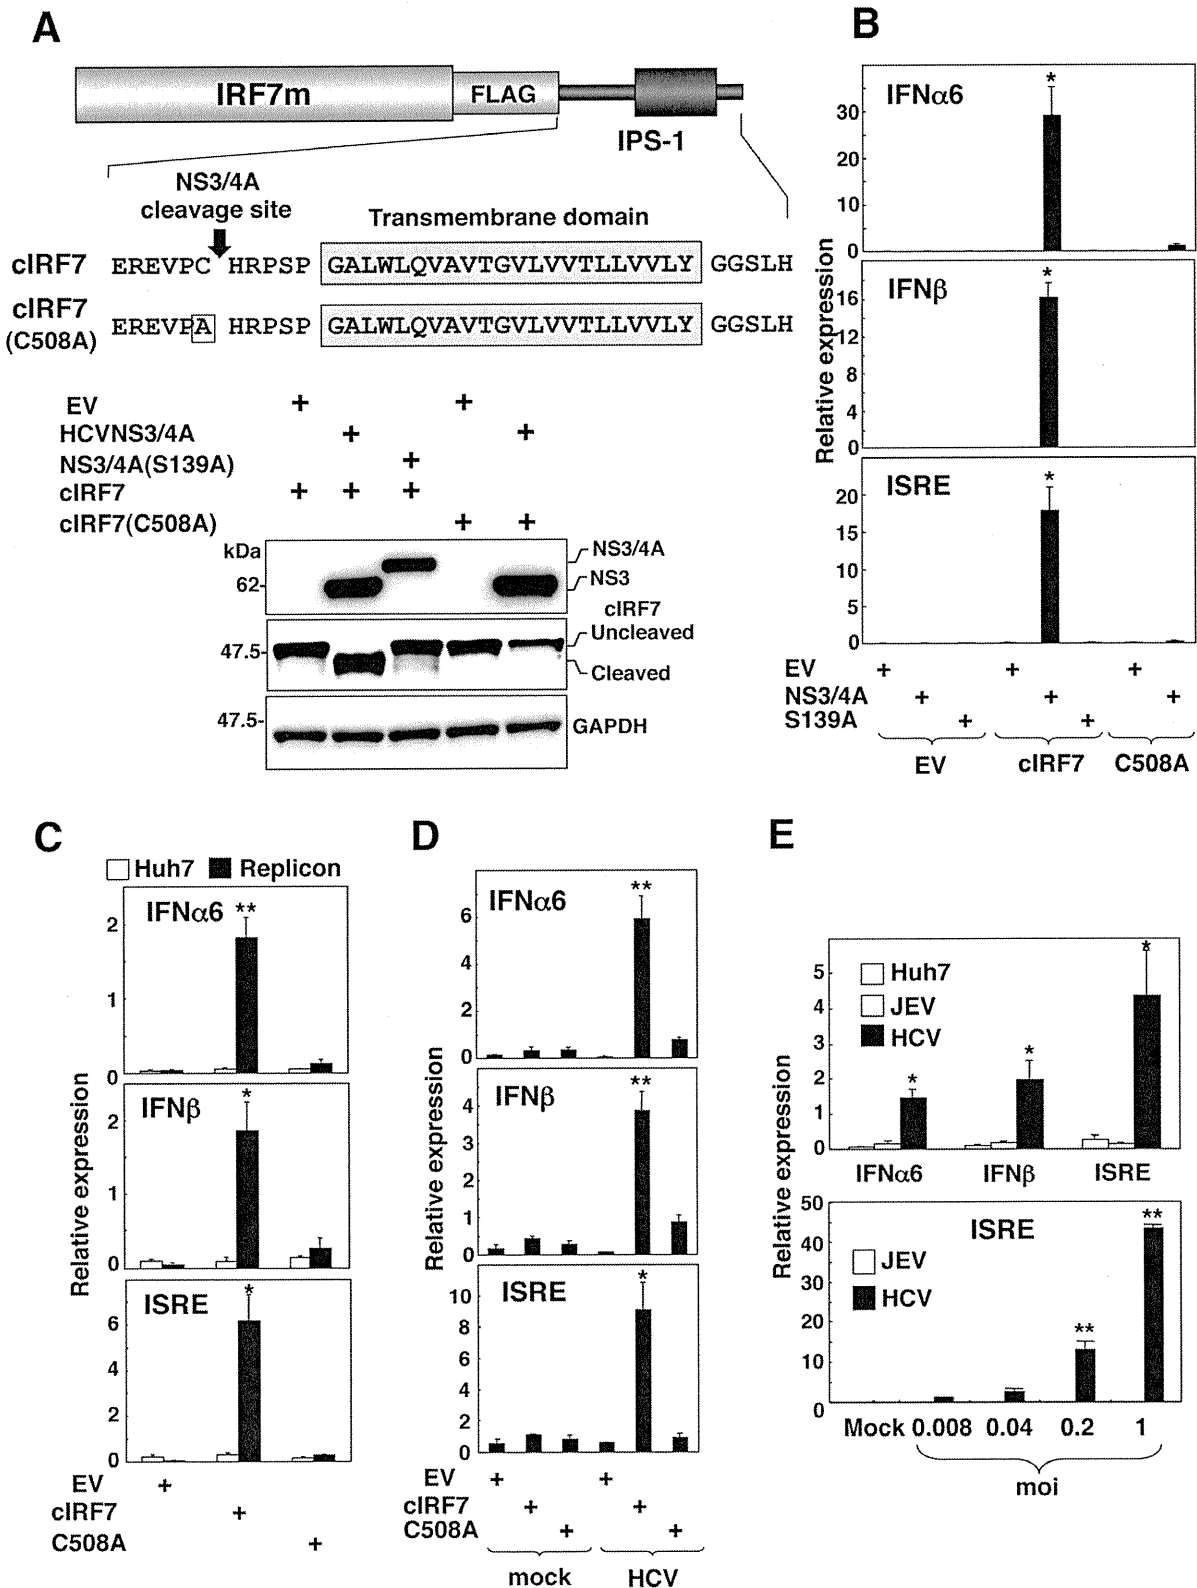 A
IRF7m
FLAG
IPS-1
NS3/4A
cleavage site
Transmembrane domain
cIRF7
EREVPC HRPSP GALWLQVAVTGVLVVTLLVVLY GGSLH
cIRF7
(C508A)
EREVPA HRPSP GALWLQVAVTGVLVVTLLVVLY GGSLH
EV + +
HCVNS3/4A + +
NS3/4A(S139A) +
cIRF7 + + +
cIRF7(C508A) + +
kDa
NS3/4A
62-
NS3
cIRF7
Uncleaved
47.5-
Cleaved
47.5-
GAPDH
B
Relative expression
IFNα6
*
30
20
10
0
IFNβ
*
16
12
8
4
0
ISRE
*
20
15
10
5
0
EV + + +
NS3/4A + + +
S139A + +
EV cIRF7 C508A
C
Huh7 Replicon
Relative expression
IFNα6
**
2
1
0
IFNβ
*
2
1
0
ISRE
*
6
4
2
0
EV +
cIRF7 +
C508A +
D
Relative expression
IFNα6
**
6
4
2
0
IFNβ
**
4
3
2
1
0
ISRE
*
10
8
6
4
2
0
EV + +
cIRF7 + +
C508A + +
mock HCV
E
Relative expression
5
4
3
2
1
0
Huh7
JEV
HCV
* * *
IFNα6 IFNβ ISRE
50
40
30
20
10
0
ISRE
JEV
HCV
** **
Mock 0.008 0.04 0.2 1
moi